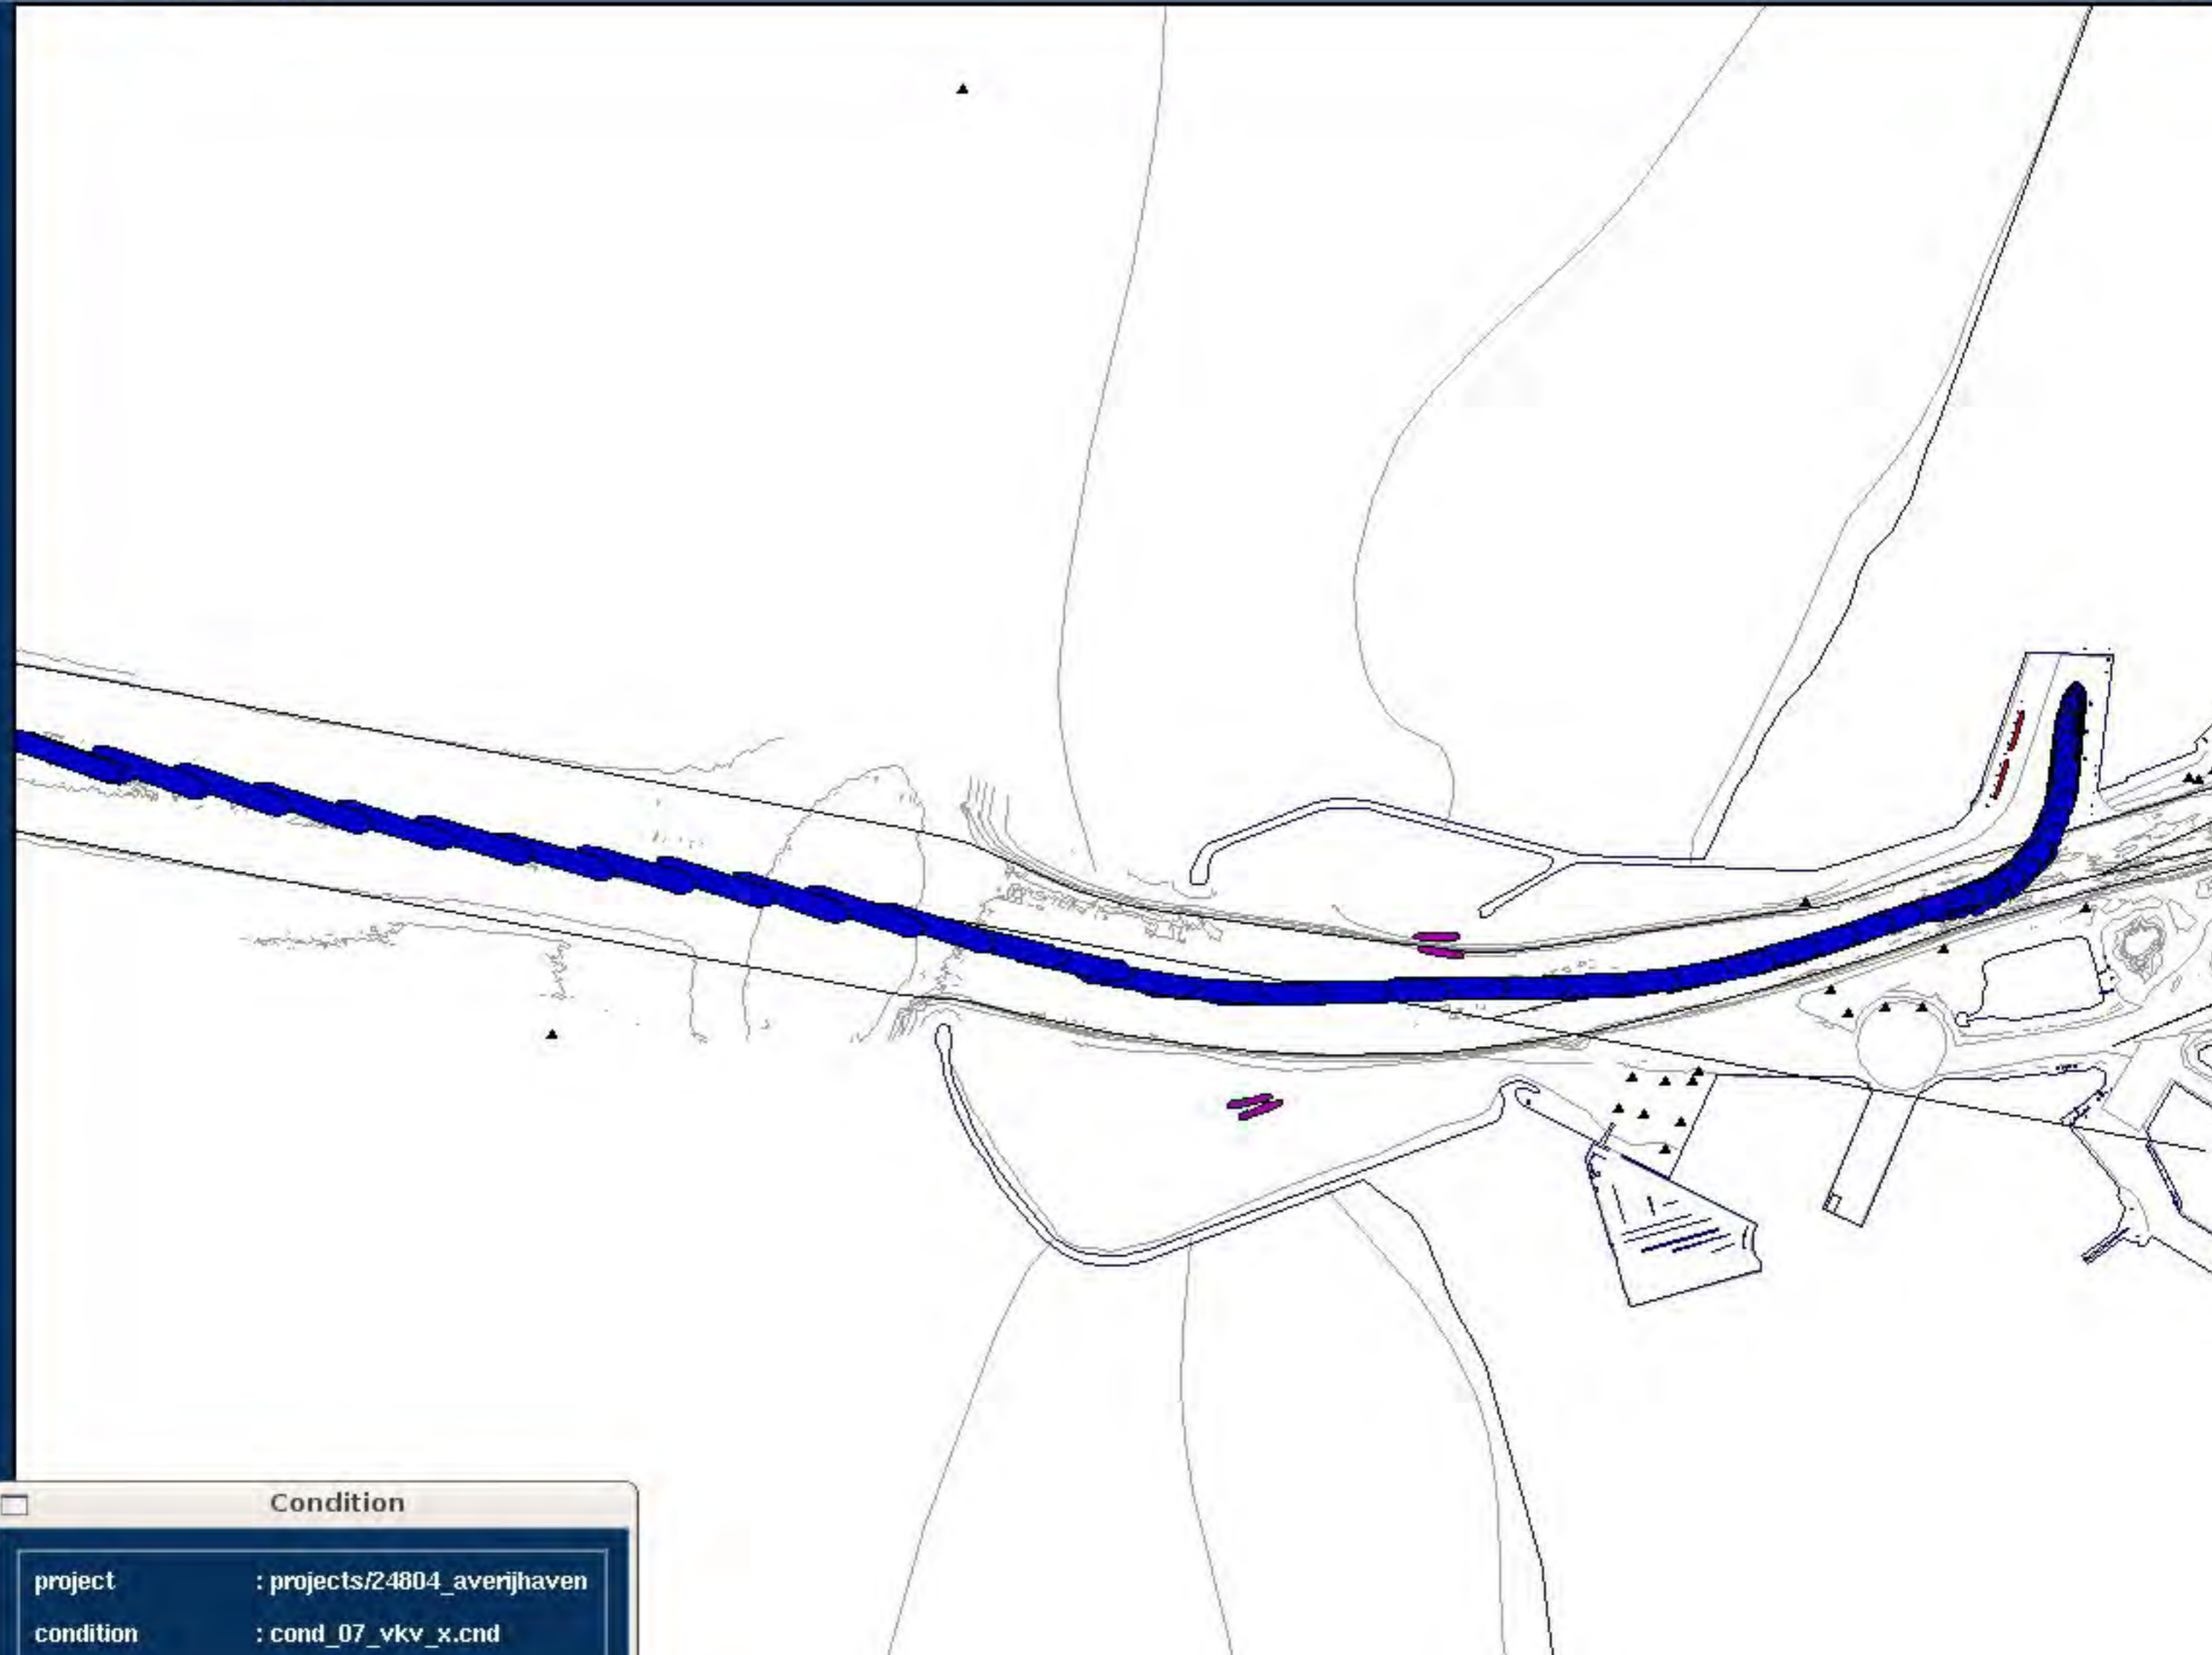 Condition
project : projects/24804_averijhaven
condition : cond_07_vkv_x.cnd